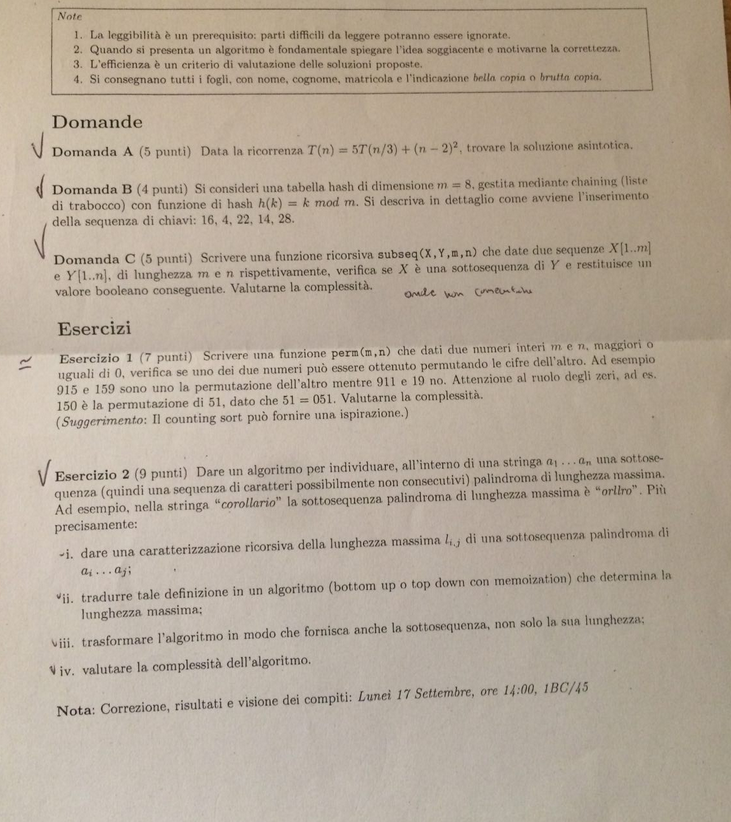 Note
1. La leggibilità è un prerequisito: parti difficili da leggere potranno essere ignorate.
2. Quando si presenta un algoritmo è fondamentale spiegare l'idea soggiacente e motivarne la correttezza.
3. L'efficienza è un criterio di valutazione delle soluzioni proposte.
4. Si consegnano tutti i fogli, con nome, cognome, matricola e l'indicazione bella copia o brutta copia.
Domande
Domanda A (5 punti) Data la ricorrenza T(n) = 5T(n/3) + (n − 2)², trovare la soluzione asintotica.
Domanda B (4 punti) Si consideri una tabella hash di dimensione m = 8, gestita mediante chaining (liste
di trabocco) con funzione di hash h(k) = k mod m. Si descriva in dettaglio come avviene l'inserimento
della sequenza di chiavi: 16, 4, 22, 14, 28.
Domanda C (5 punti) Scrivere una funzione ricorsiva subseq(X,Y,m,n) che date due sequenze X[1..m]
e Y[1..n], di lunghezza m e n rispettivamente, verifica se X è una sottosequenza di Y e restituisce un
valore booleano conseguente. Valutarne la complessità.
non
Esercizi
Esercizio 1 (7 punti) Scrivere una funzione perm(m,n) che dati due numeri interi m e n, maggiori o
uguali di 0, verifica se uno dei due numeri può essere ottenuto permutando le cifre dell'altro. Ad esempio
915 e 159 sono uno la permutazione dell'altro mentre 911 e 19 no. Attenzione al ruolo degli zeri, ad es.
150 è la permutazione di 51, dato che 51 = 051. Valutarne la complessità.
(Suggerimento: Il counting sort può fornire una ispirazione.)
Esercizio 2 (9 punti) Dare un algoritmo per individuare, all'interno di una stringa a₁ . . . aₙ una sottose-
quenza (quindi una sequenza di caratteri possibilmente non consecutivi) palindroma di lunghezza massima.
Ad esempio, nella stringa “corollario” la sottosequenza palindroma di lunghezza massima è “orllro”. Più
precisamente:
i. dare una caratterizzazione ricorsiva della lunghezza massima l_{i,j} di una sottosequenza palindroma di
a_i . . . a_j;
ii. tradurre tale definizione in un algoritmo (bottom up o top down con memoization) che determina la
lunghezza massima;
iii. trasformare l'algoritmo in modo che fornisca anche la sottosequenza, non solo la sua lunghezza;
iv. valutare la complessità dell'algoritmo.
Nota: Correzione, risultati e visione dei compiti: Lunei 17 Settembre, ore 14:00, 1BC/45